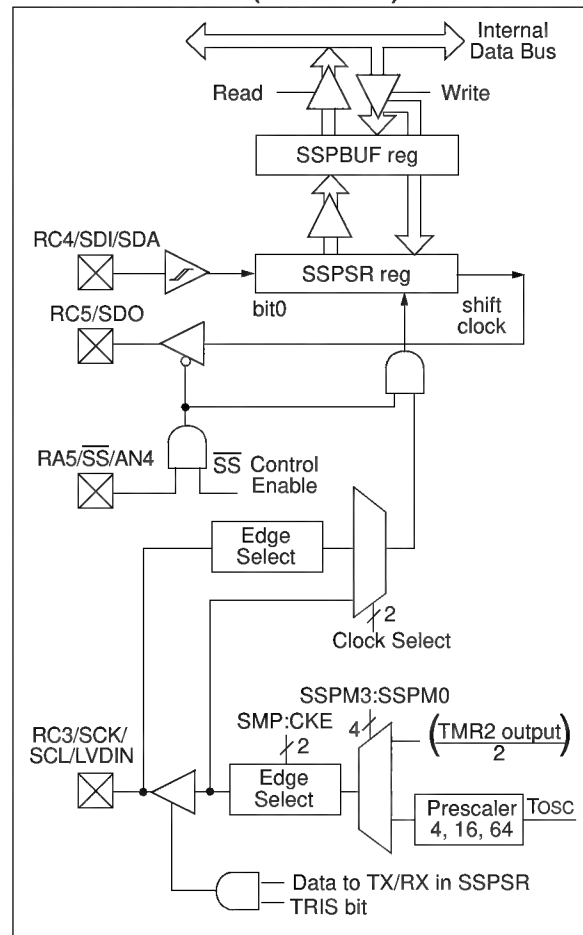 Internal
Data Bus
Read
Write
SSPBUF reg
RC4/SDI/SDA
SSPSR reg
bit0
shift
clock
RC5/SDO
RA5/SS/AN4
SS Control
Enable
Edge
Select
2
Clock Select
SSPM3:SSPM0
SMP:CKE
4
2
(TMR2 output)
2
RC3/SCK/
SCL/LVDIN
Edge
Select
Prescaler
4, 16, 64
TOSC
Data to TX/RX in SSPSR
TRIS bit